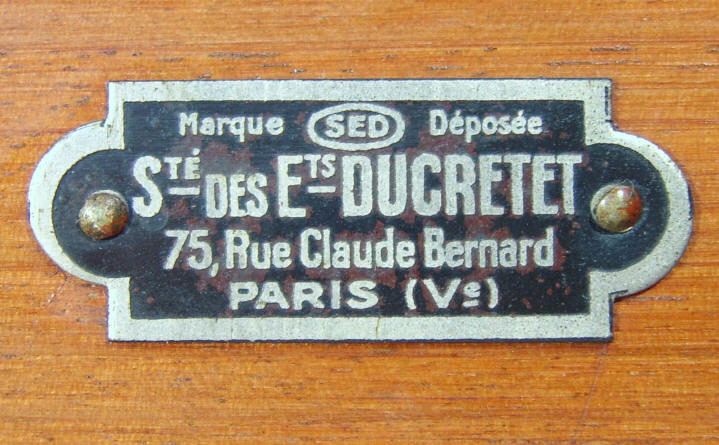 Marque SED Déposée
STÉ DES ETS DUCRETET
75, Rue Claude Bernard
PARIS (Ve)